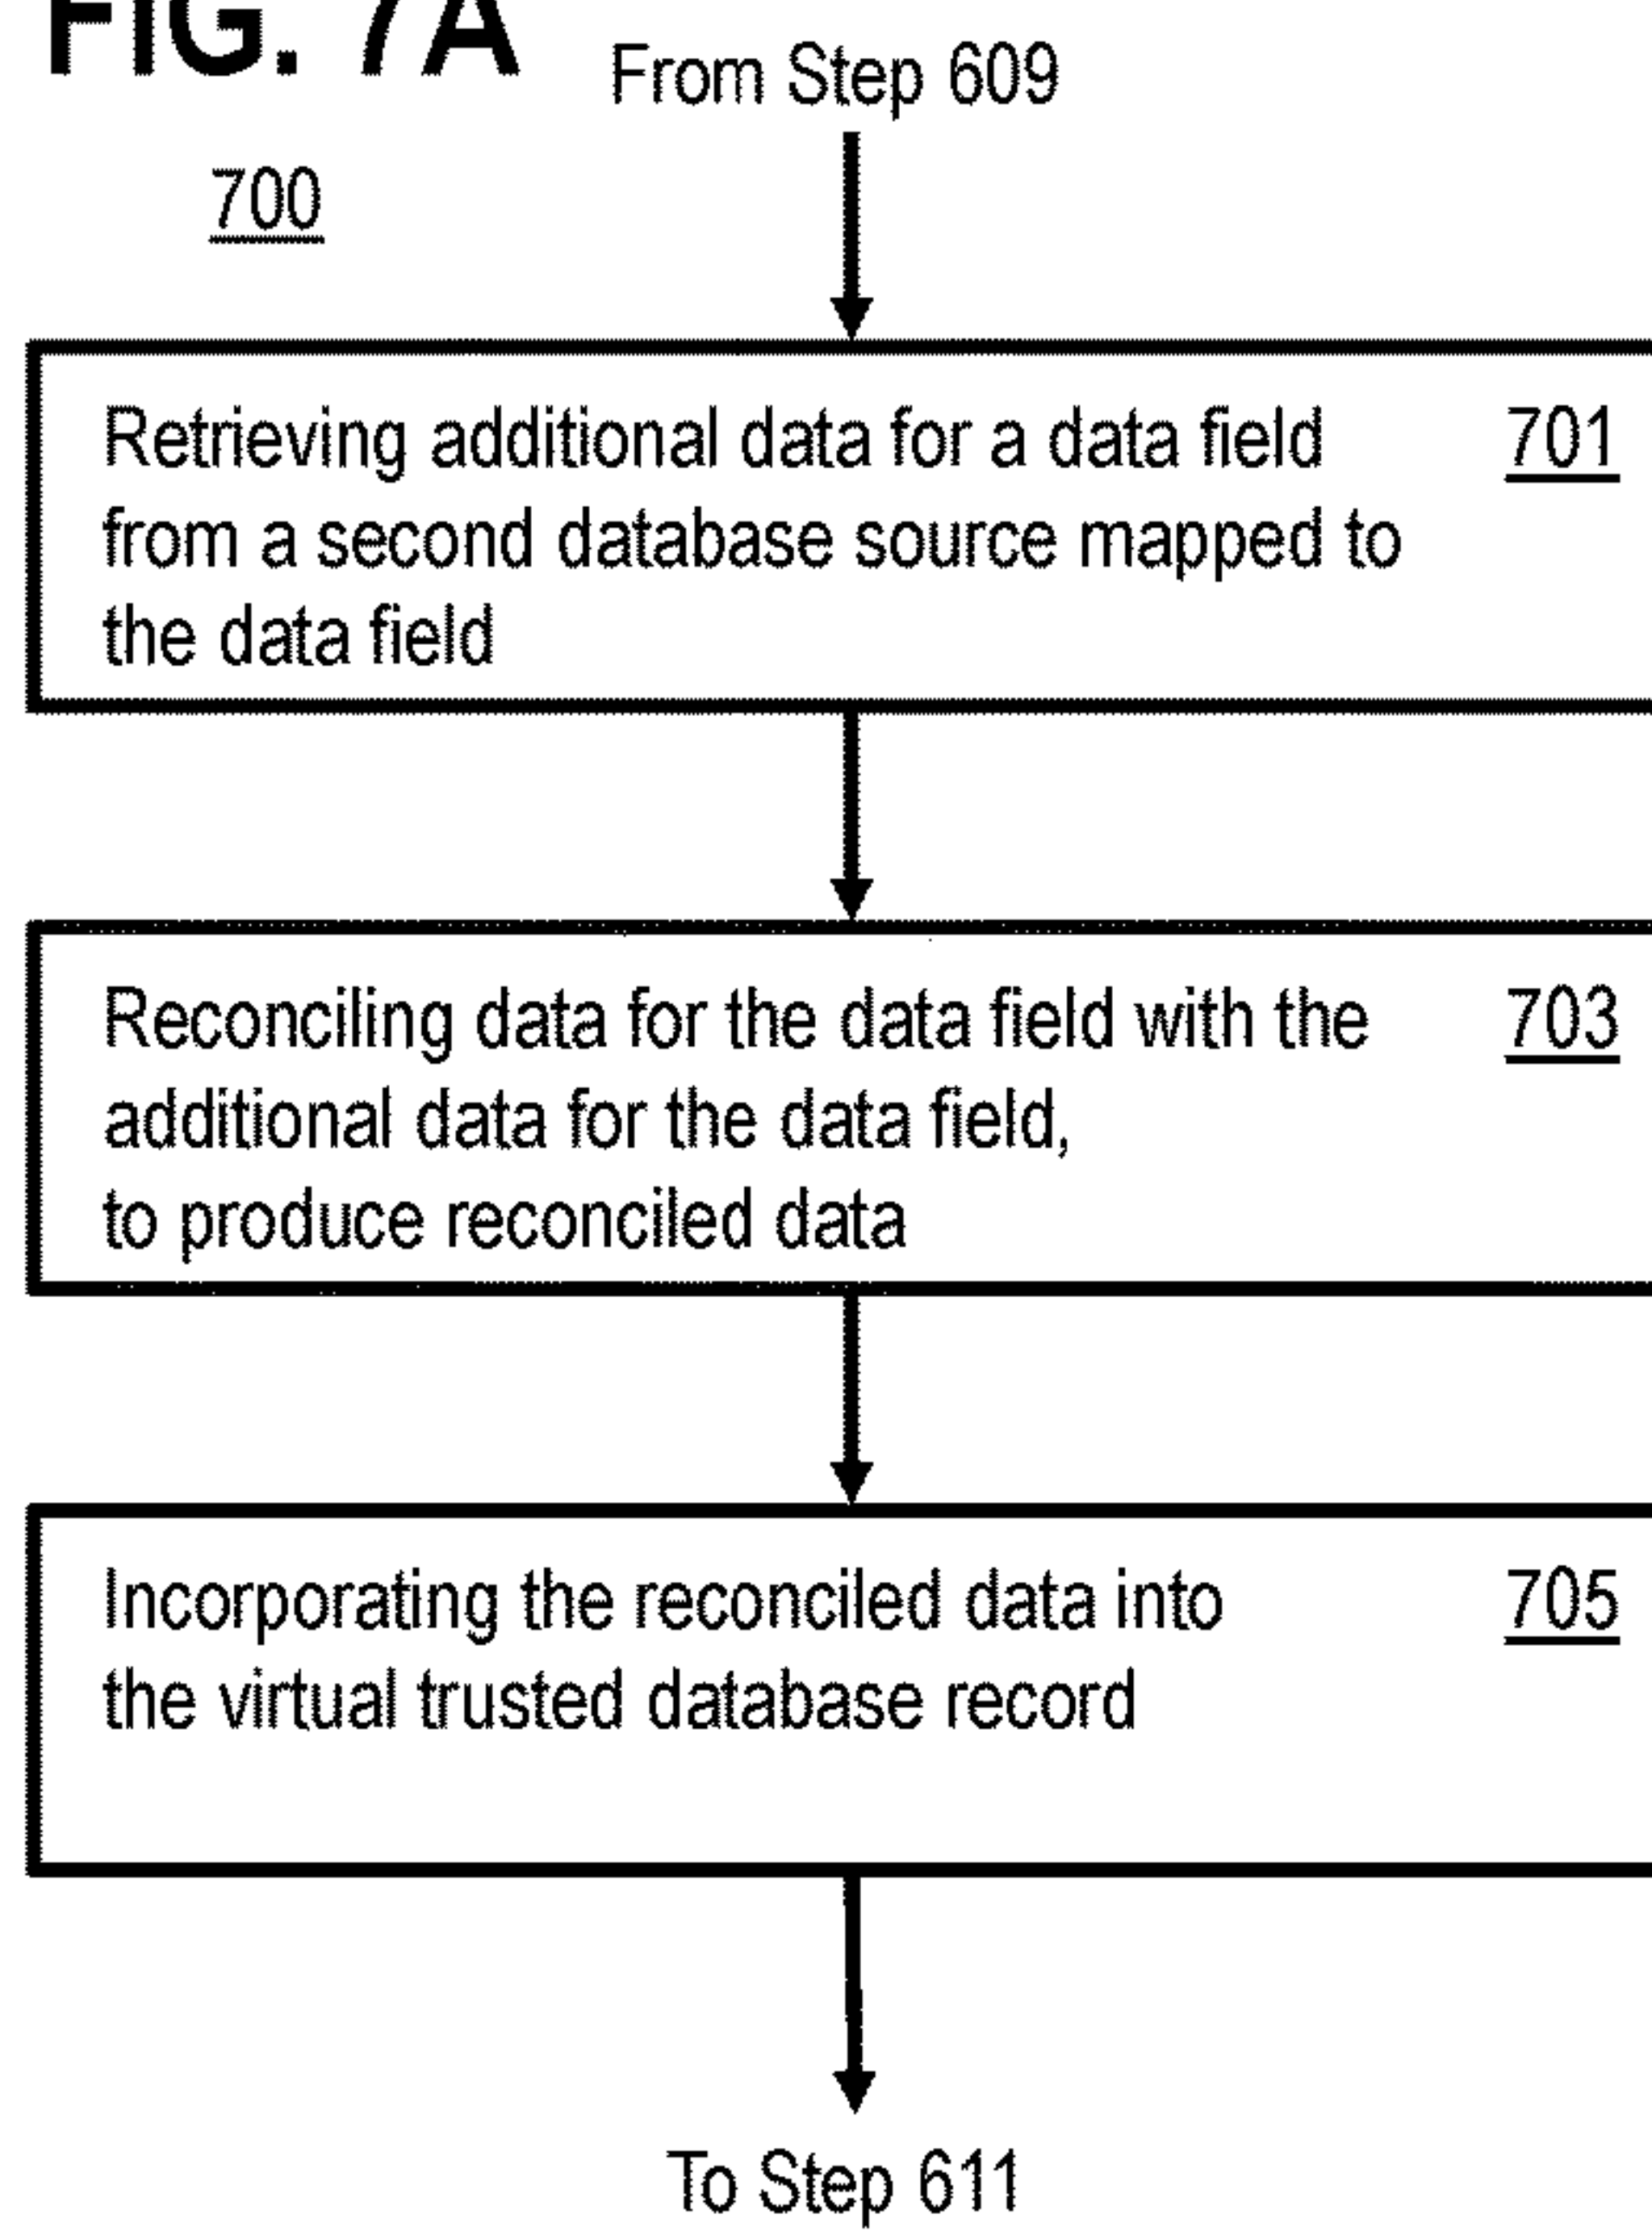 FIG. 7A
From Step 609
700
Retrieving additional data for a data field 701
from a second database source mapped to
the data field
Reconciling data for the data field with the 703
additional data for the data field,
to produce reconciled data
Incorporating the reconciled data into 705
the virtual trusted database record
To Step 611